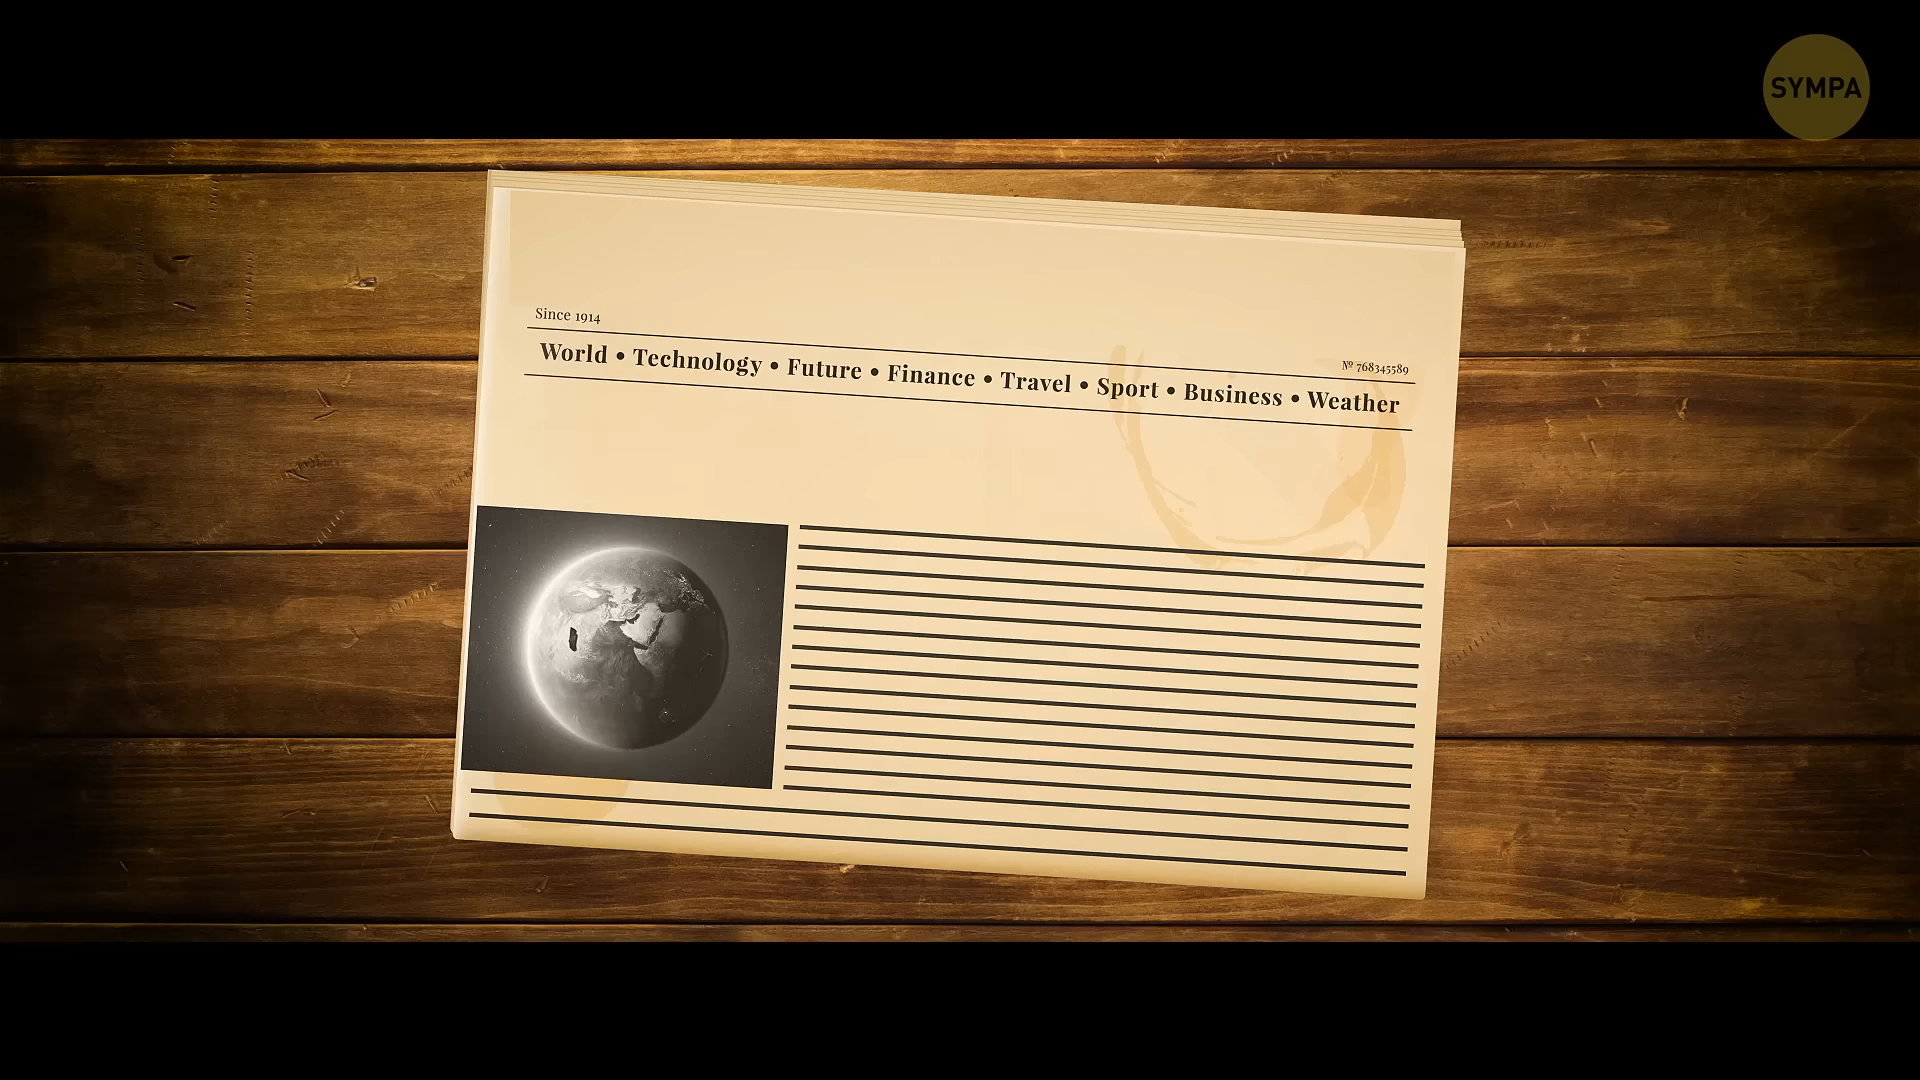 SYMPA
Since 1914
Nº 768345589
World • Technology • Future • Finance • Travel • Sport • Business • Weather